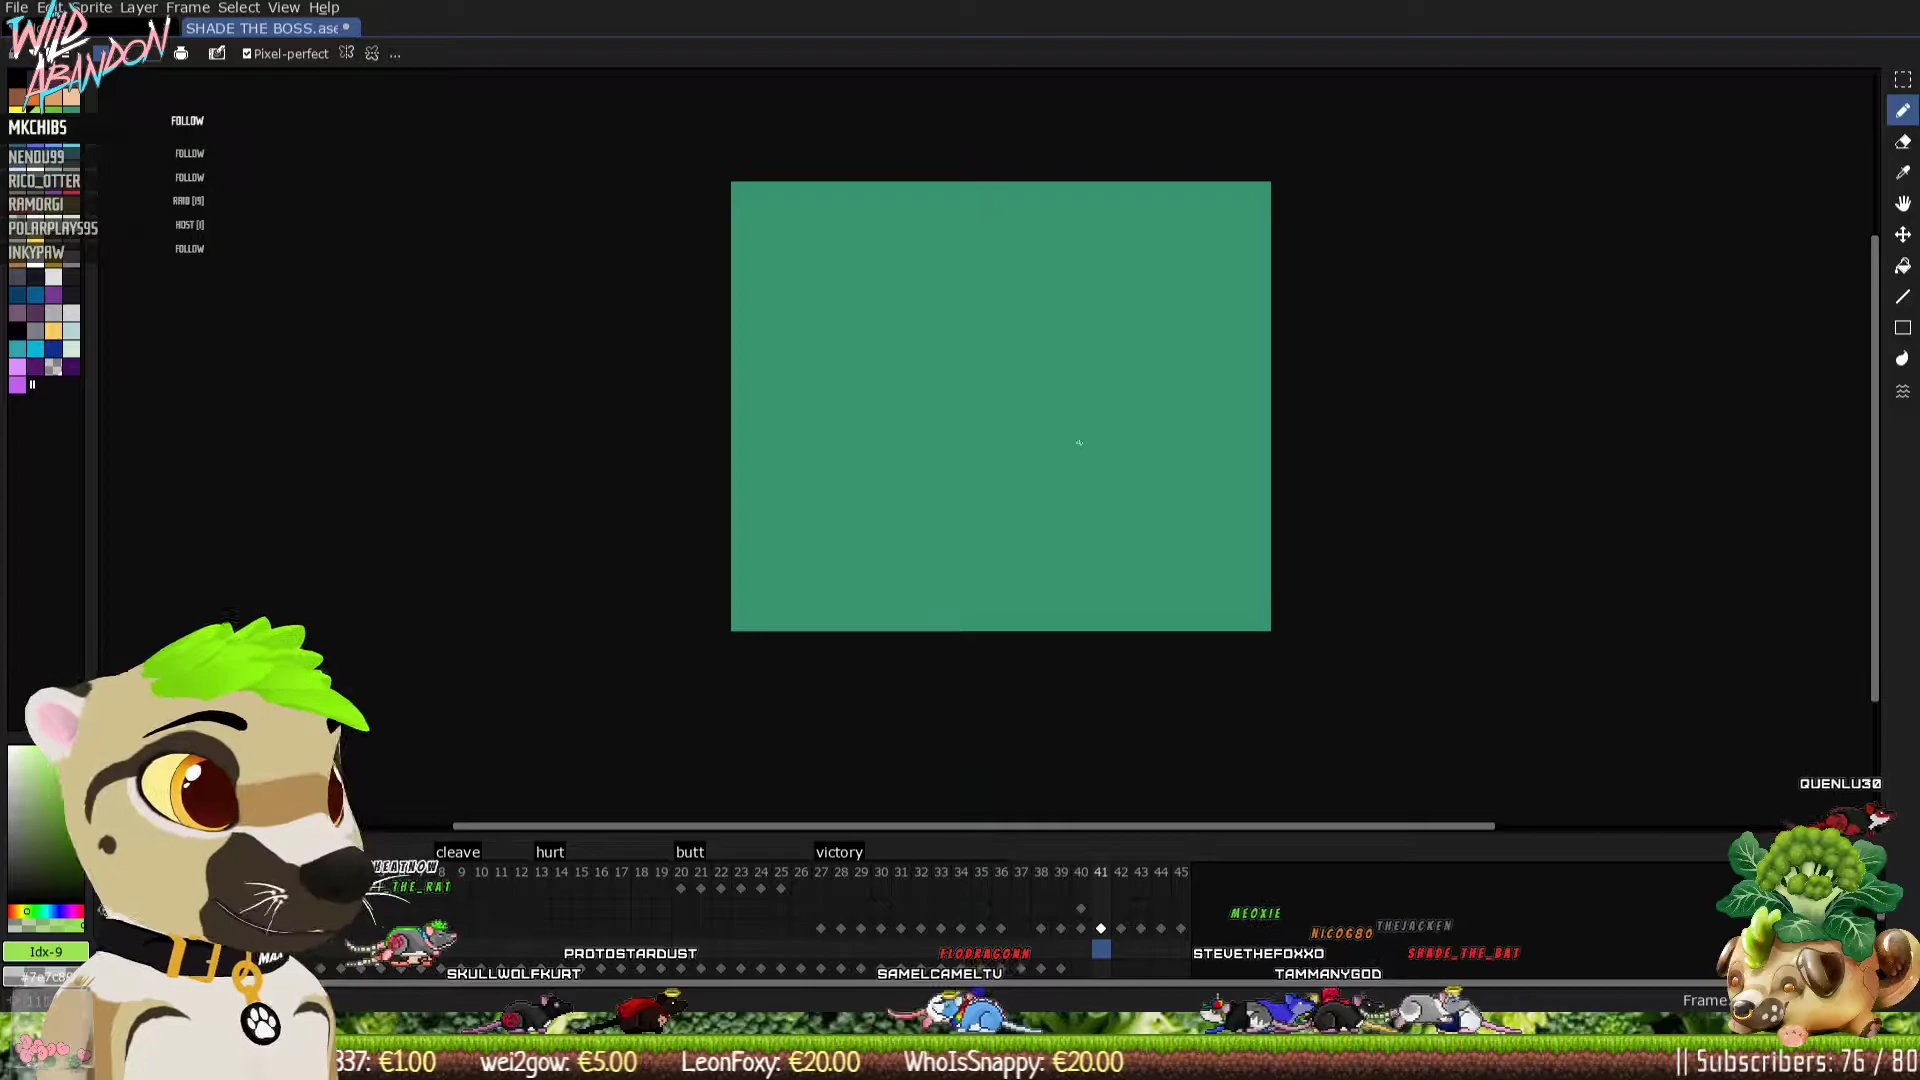 File Edit Sprite Layer Frame Select View Help
WILD ABANDON
SHADE THE BOSS.ase
Pixel-perfect
...
MKCHIBS FOLLOW
NENDU99 FOLLOW
RICO_OTTER FOLLOW
RAMORGI RAID [19]
POLARPLAYS95 HOST [1]
INKYPAW FOLLOW
QUENLU30
cleave hurt butt victory
8 9 10 11 12 13 14 15 16 17 18 19 20 21 22 23 24 25 26 27 28 29 30 31 32 33 34 35 36 37 38 39 40 41 42 43 44 45
THE_RAT
MEOXIE
NICO680
THEJACKEN
Idx-9
PROTOSTARDUST
FLODRAGONN
STEVETHEFOXXO
SHADE_THE_BAT
SKULLWOLFKURT
SAMELCAMELTV
TAMMANYGOD
Frame
337: €1.00 wei2gow: €5.00 LeonFoxy: €20.00 WhoIsSnappy: €20.00
|| Subscribers: 76 / 80